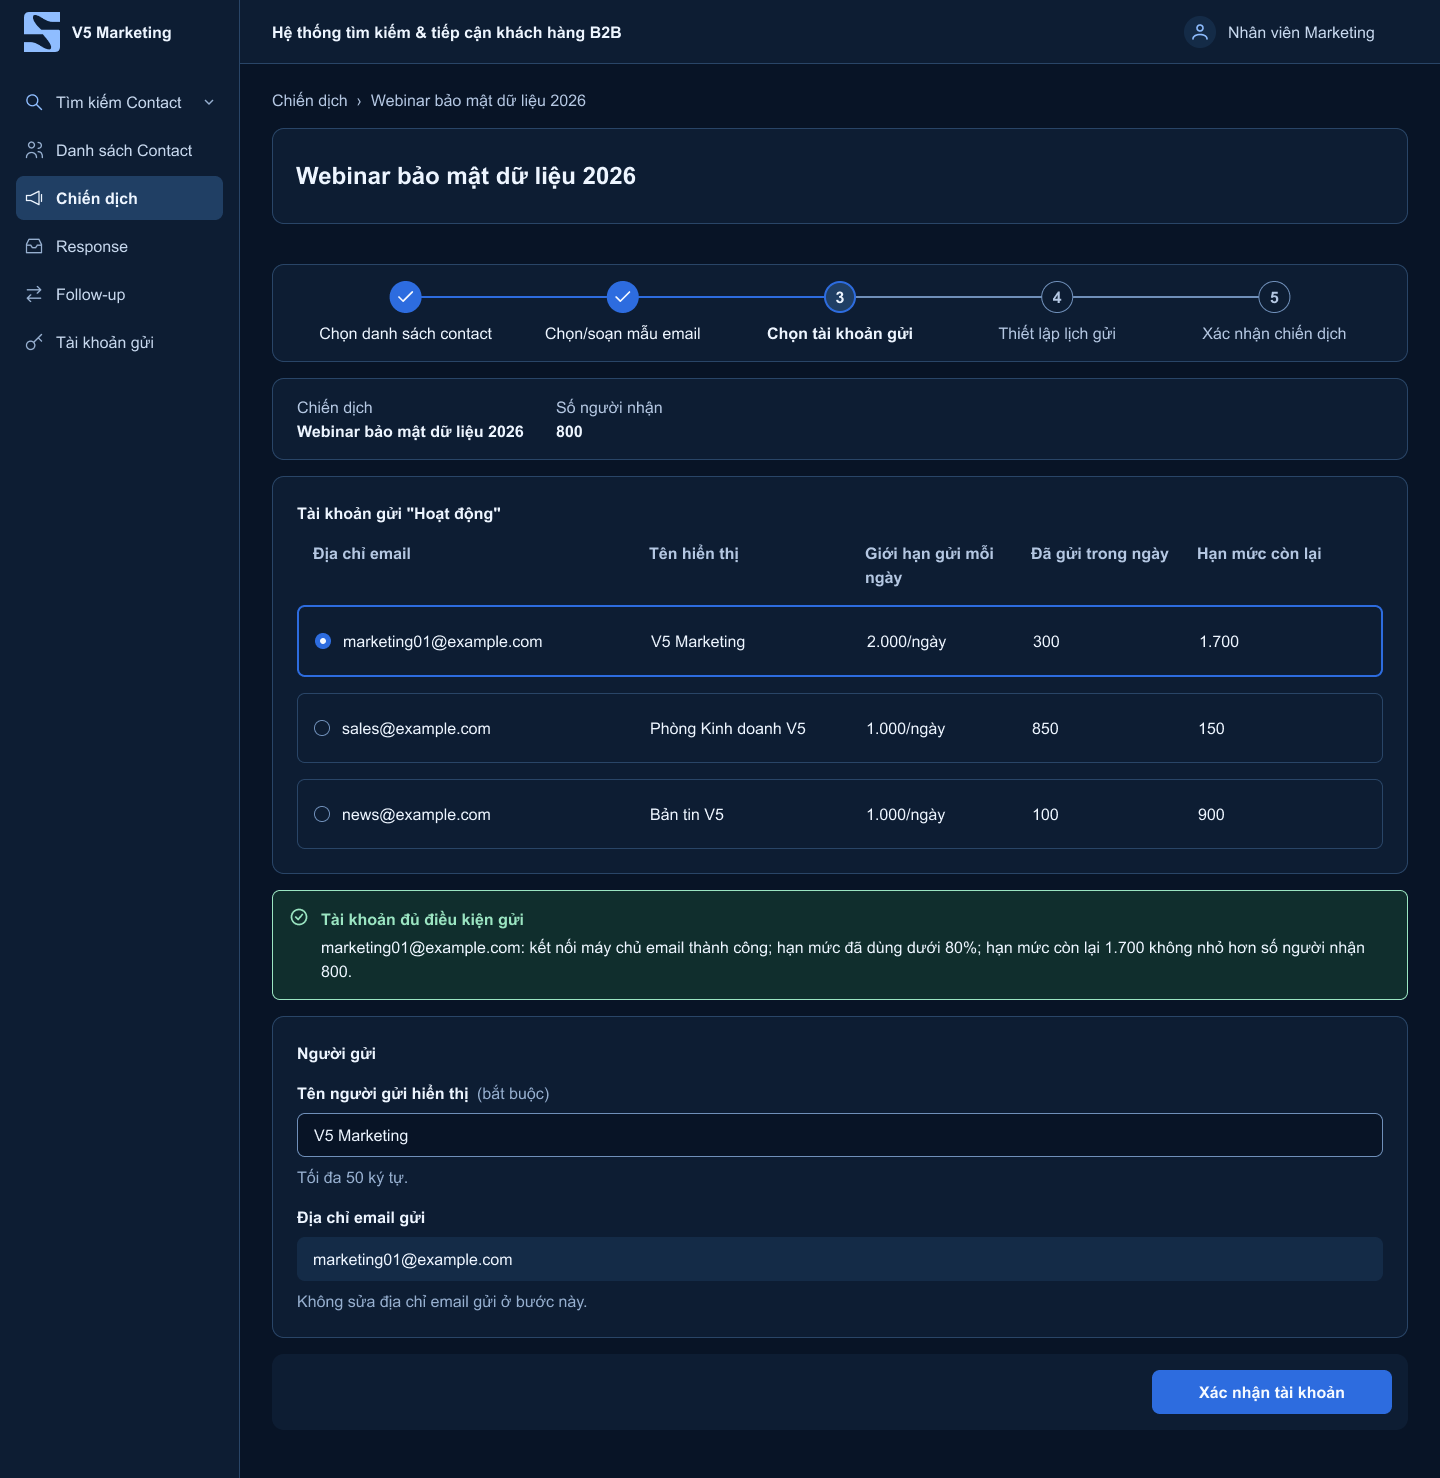 V5 Marketing
Hệ thống tìm kiếm & tiếp cận khách hàng B2B
Nhân viên Marketing
Tìm kiếm Contact
Danh sách Contact
Chiến dịch
Response
Follow-up
Tài khoản gửi
Chiến dịch › Webinar bảo mật dữ liệu 2026
Webinar bảo mật dữ liệu 2026
3 4 5
Chọn danh sách contact Chọn/soạn mẫu email Chọn tài khoản gửi Thiết lập lịch gửi Xác nhận chiến dịch
Chiến dịch Số người nhận
Webinar bảo mật dữ liệu 2026 800
Tài khoản gửi "Hoạt động"
Địa chỉ email Tên hiển thị Giới hạn gửi mỗi ngày Đã gửi trong ngày Hạn mức còn lại
marketing01@example.com V5 Marketing 2.000/ngày 300 1.700
sales@example.com Phòng Kinh doanh V5 1.000/ngày 850 150
news@example.com Bản tin V5 1.000/ngày 100 900
Tài khoản đủ điều kiện gửi
marketing01@example.com: kết nối máy chủ email thành công; hạn mức đã dùng dưới 80%; hạn mức còn lại 1.700 không nhỏ hơn số người nhận
800.
Người gửi
Tên người gửi hiển thị (bắt buộc)
V5 Marketing
Tối đa 50 ký tự.
Địa chỉ email gửi
marketing01@example.com
Không sửa địa chỉ email gửi ở bước này.
Xác nhận tài khoản